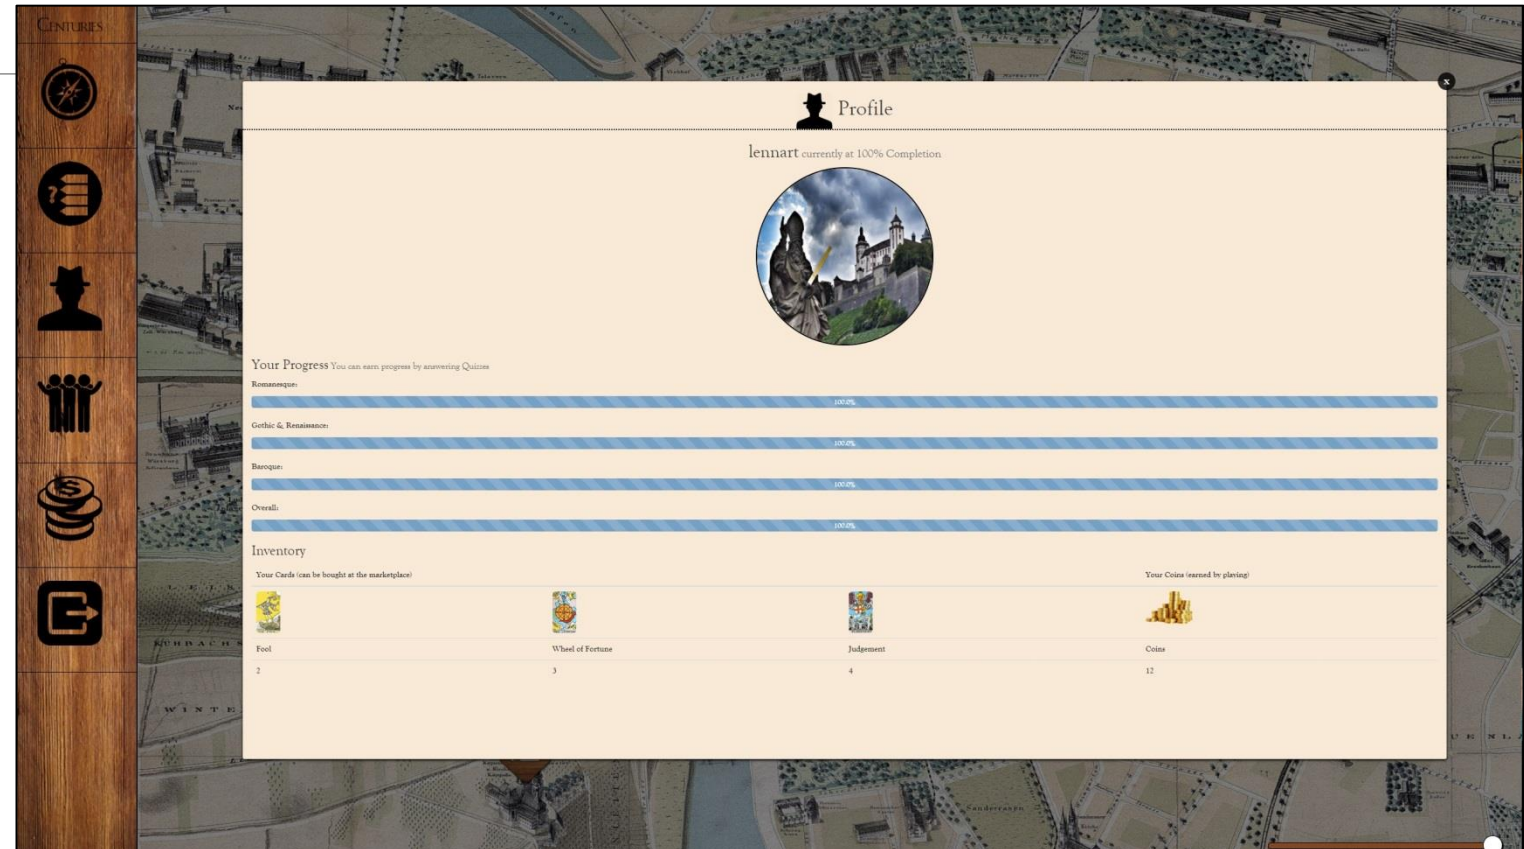 CENTURIES
Profile
lennart currently at 100% Completion
Your Progress You can earn progress by answering Quizzes
Romanesque:
100.0%
Gothic & Renaissance:
100.0%
Baroque:
100.0%
Overall:
100.0%
Inventory
Your Cards (can be bought at the marketplace) Your Coins (earned by playing)
Fool Wheel of Fortune Judgement Coins
2 3 4 12
x
WINTE
Sanderrasen